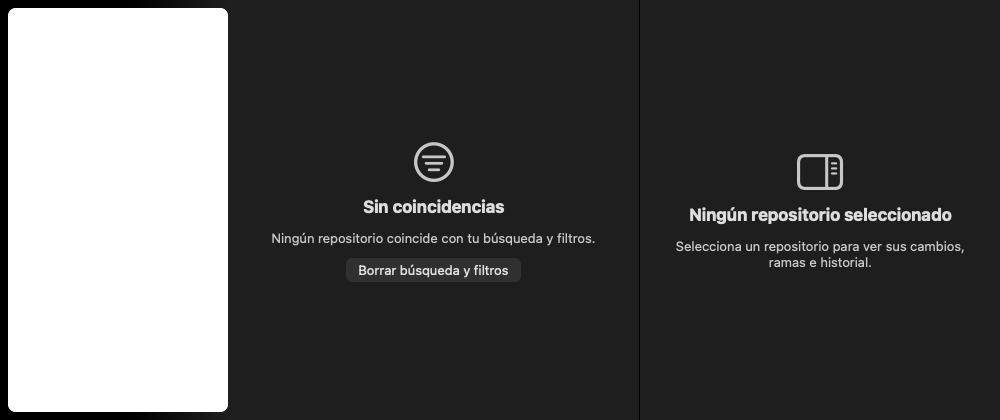 Sin coincidencias
Ningún repositorio coincide con tu búsqueda y filtros.
Borrar búsqueda y filtros
Ningún repositorio seleccionado
Selecciona un repositorio para ver sus cambios,
ramas e historial.